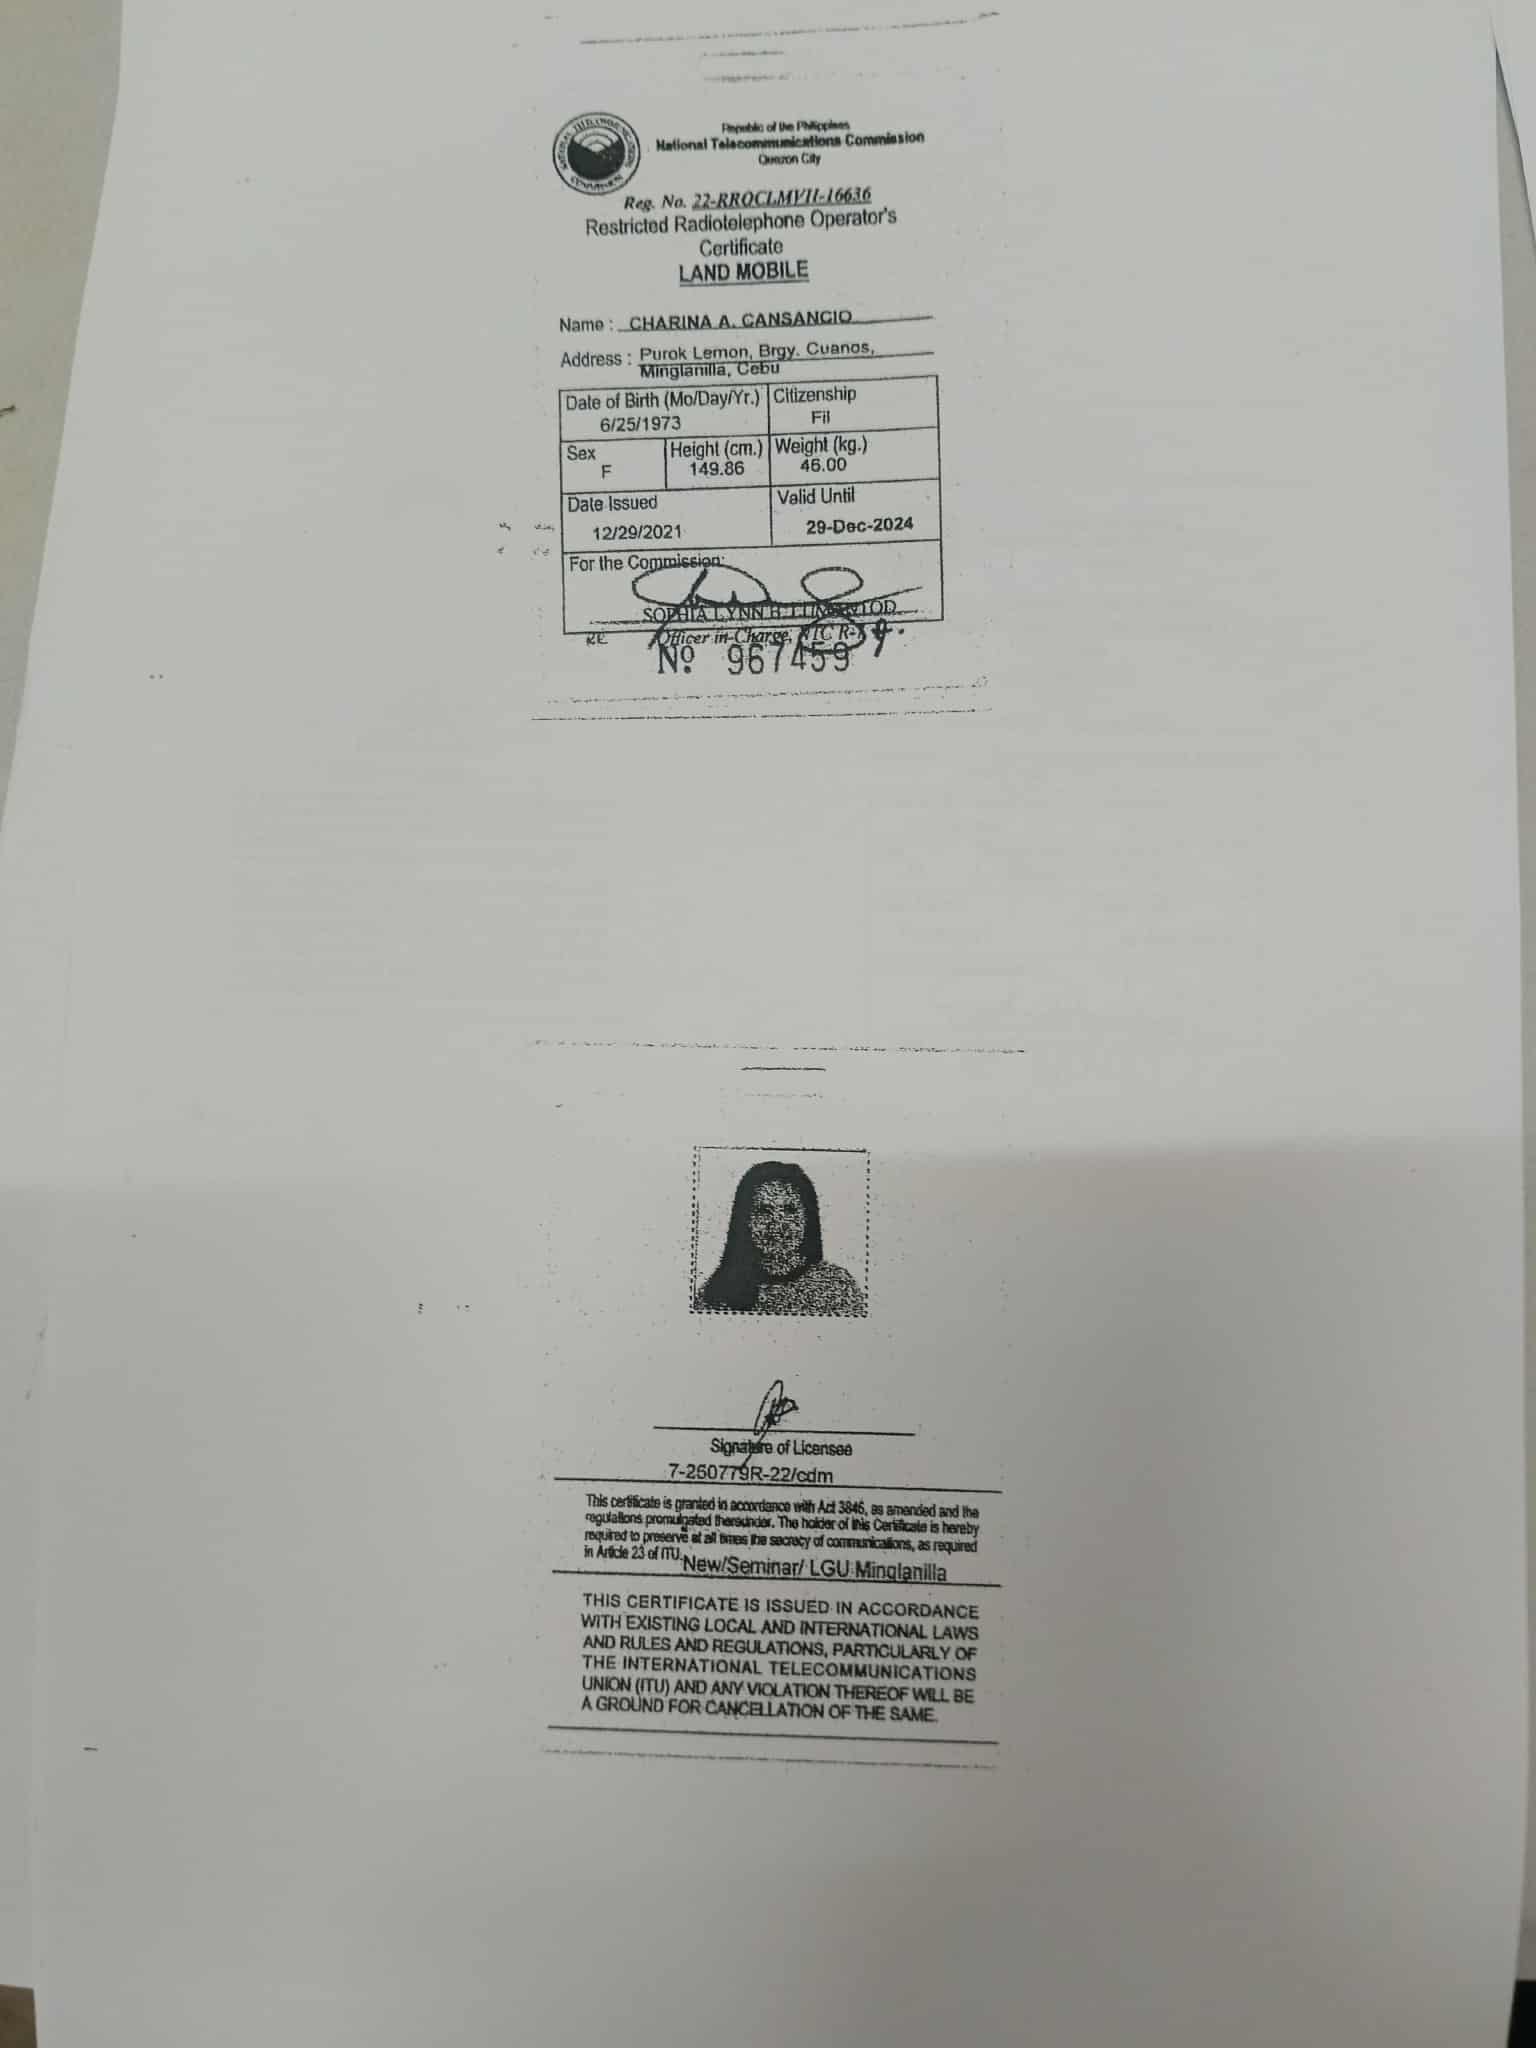 Republic of the Philippines
National Telecommunications Commission
Quezon City
Reg. No. 22-RROCLMVII-16636
Restricted Radiotelephone Operator's
Certificate
LAND MOBILE
Name : CHARINA A. CANSANCIO
Address : Purok Lemon, Brgy. Cuanos,
Minglanilla, Cebu
Date of Birth (Mo/Day/Yr.) Citizenship
6/25/1973 Fil
Sex Height (cm.) Weight (kg.)
F 149.86 46.00
Date Issued Valid Until
12/29/2021 29-Dec-2024
For the Commission:
SOPHIA LYNN
Officer in-Charge, NTC
No 967459
Signature of Licensee
7-250779R-22/cdm
This certificate is granted in accordance with Act 3846, as amended and the
regulations promulgated thereunder. The holder of this Certificate is hereby
required to preserve at all times the secrecy of communications, as required
in Article 23 of ITU.
New/Seminar/ LGU Minglanilla
THIS CERTIFICATE IS ISSUED IN ACCORDANCE
WITH EXISTING LOCAL AND INTERNATIONAL LAWS
AND RULES AND REGULATIONS, PARTICULARLY OF
THE INTERNATIONAL TELECOMMUNICATIONS
UNION (ITU) AND ANY VIOLATION THEREOF WILL BE
A GROUND FOR CANCELLATION OF THE SAME.